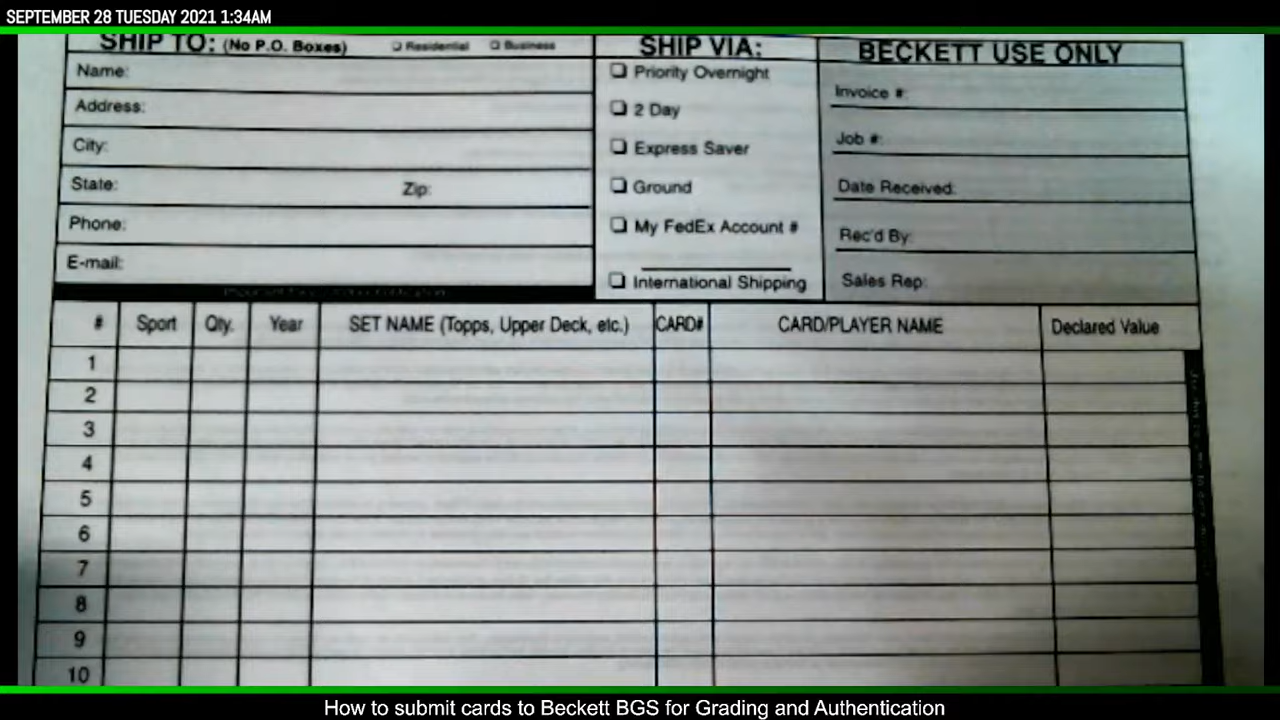 SEPTEMBER 28 TUESDAY 2021 1:34AM
SHIP TO: (No P.O. Boxes) ❑ Residential ❑ Business
Name:
Address:
City:
State: Zip:
Phone:
E-mail:
SHIP VIA:
❑ Priority Overnight
❑ 2 Day
❑ Express Saver
❑ Ground
❑ My FedEx Account #
❑ International Shipping
BECKETT USE ONLY
Invoice #:
Job #:
Date Received:
Rec'd By:
Sales Rep:
# Sport Qty. Year SET NAME (Topps, Upper Deck, etc.) CARD# CARD/PLAYER NAME Declared Value
1
2
3
4
5
6
7
8
9
10
How to submit cards to Beckett BGS for Grading and Authentication